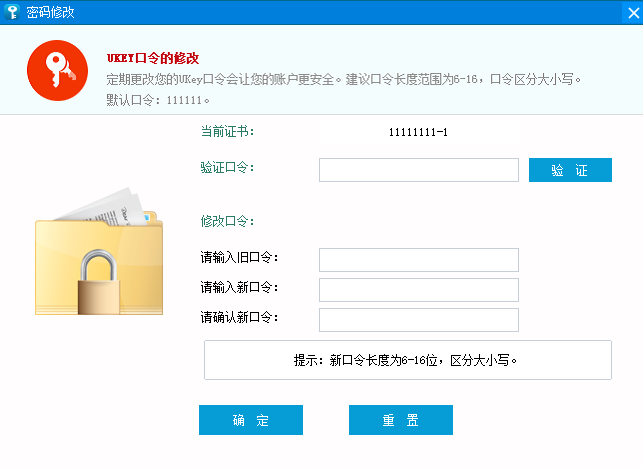 密码修改
UKEY口令的修改
定期更改您的UKey口令会让您的账户更安全。建议口令长度范围为6-16，口令区分大小写。
默认口令：111111。
当前证书：
11111111-1
验证口令：
验 证
修改口令：
请输入旧口令：
请输入新口令：
请确认新口令：
提示：新口令长度为6-16位，区分大小写。
确 定
重 置